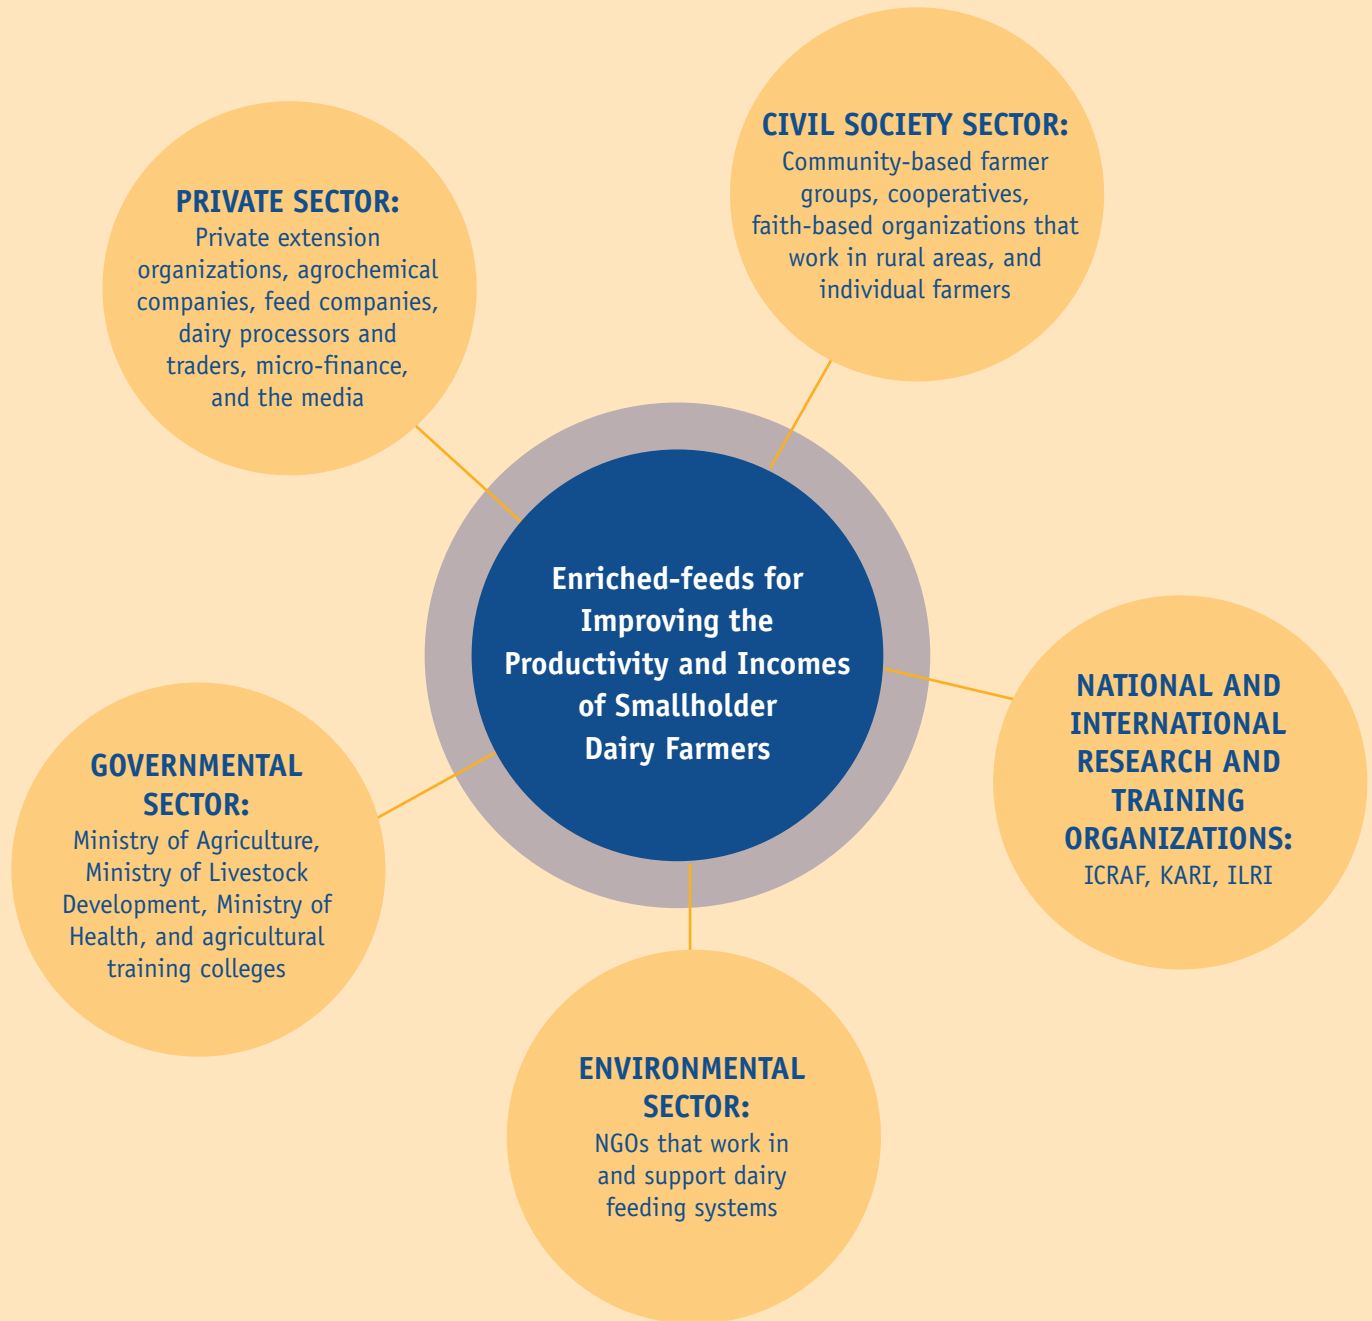 CIVIL SOCIETY SECTOR:
Community-based farmer
groups, cooperatives,
faith-based organizations that
work in rural areas, and
individual farmers
PRIVATE SECTOR:
Private extension
organizations, agrochemical
companies, feed companies,
dairy processors and
traders, micro-finance,
and the media
Enriched-feeds for
Improving the
Productivity and Incomes
of Smallholder
Dairy Farmers
NATIONAL AND
INTERNATIONAL
RESEARCH AND
TRAINING
ORGANIZATIONS:
ICRAF, KARI, ILRI
GOVERNMENTAL
SECTOR:
Ministry of Agriculture,
Ministry of Livestock
Development, Ministry of
Health, and agricultural
training colleges
ENVIRONMENTAL
SECTOR:
NGOs that work in
and support dairy
feeding systems